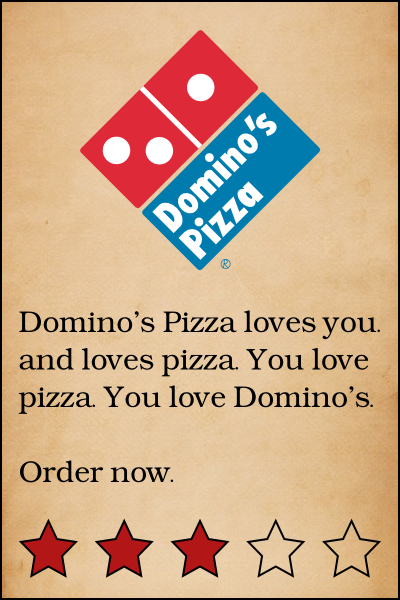 Domino's
Pizza
®
Domino's Pizza loves you.
and loves pizza. You love
pizza. You love Domino's.
Order now.